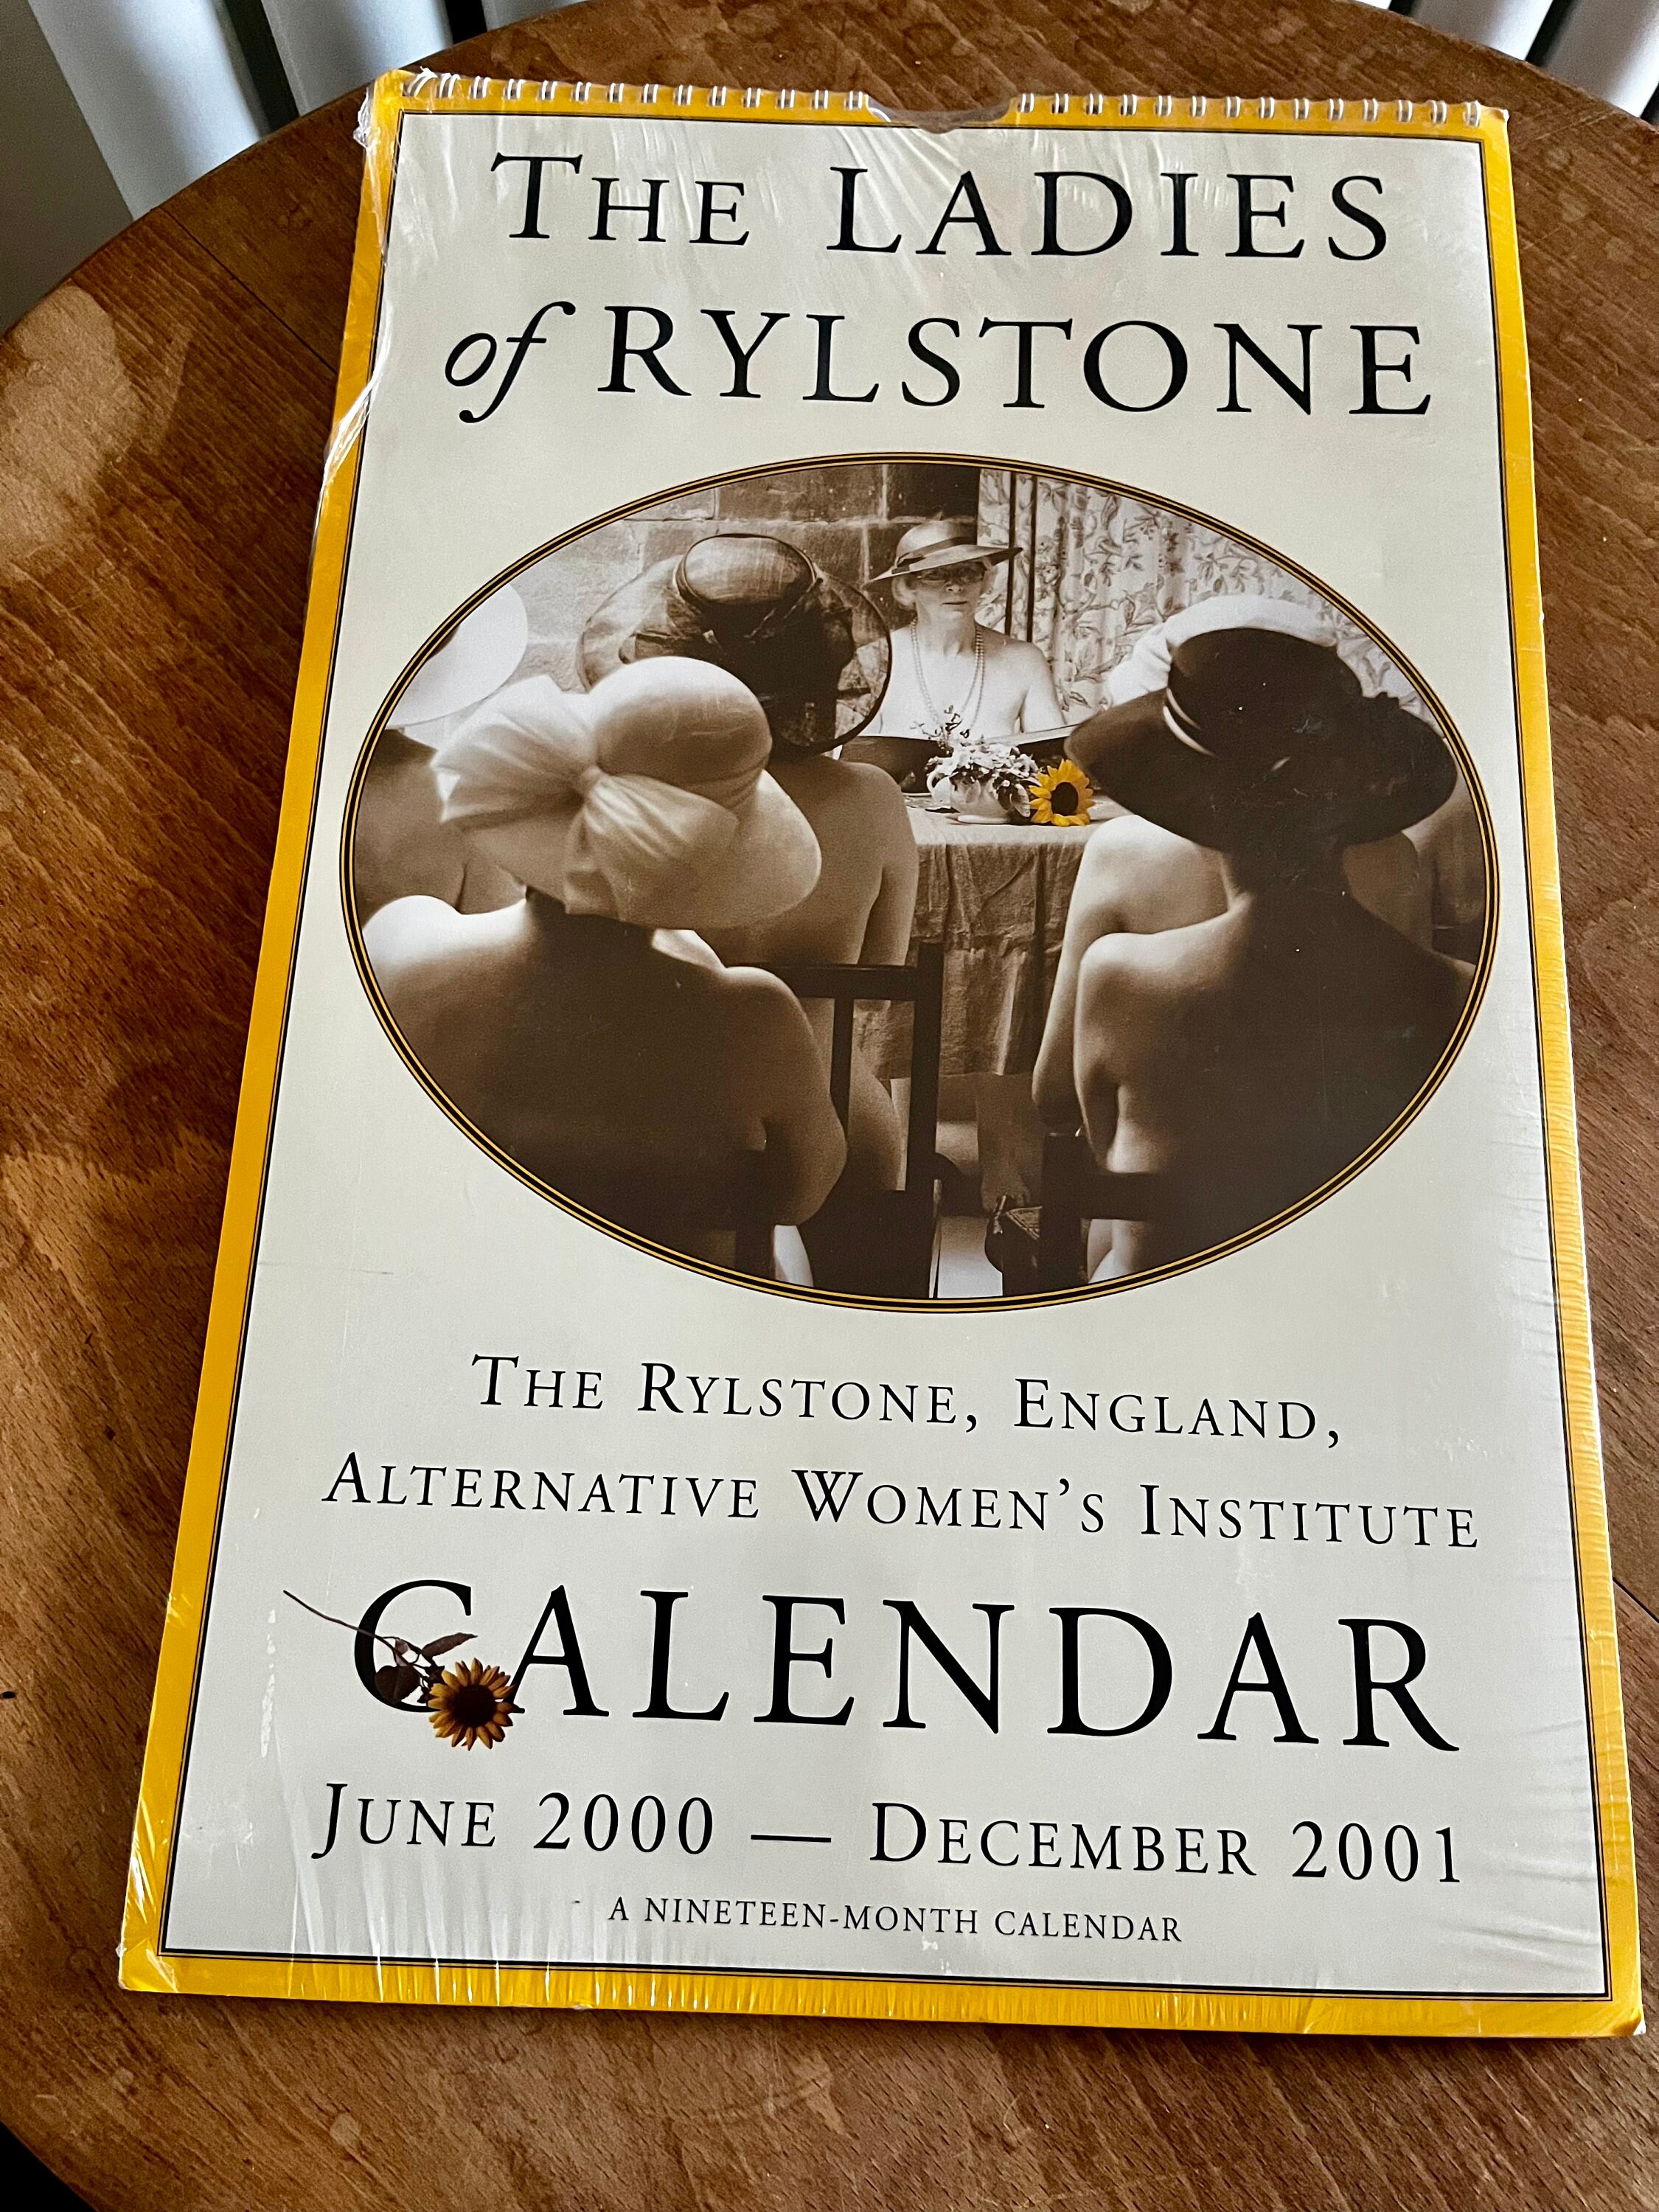 THE LADIES
of RYLSTONE
THE RYLSTONE, ENGLAND,
ALTERNATIVE WOMEN'S INSTITUTE
CALENDAR
JUNE 2000 — DECEMBER 2001
A NINETEEN-MONTH CALENDAR